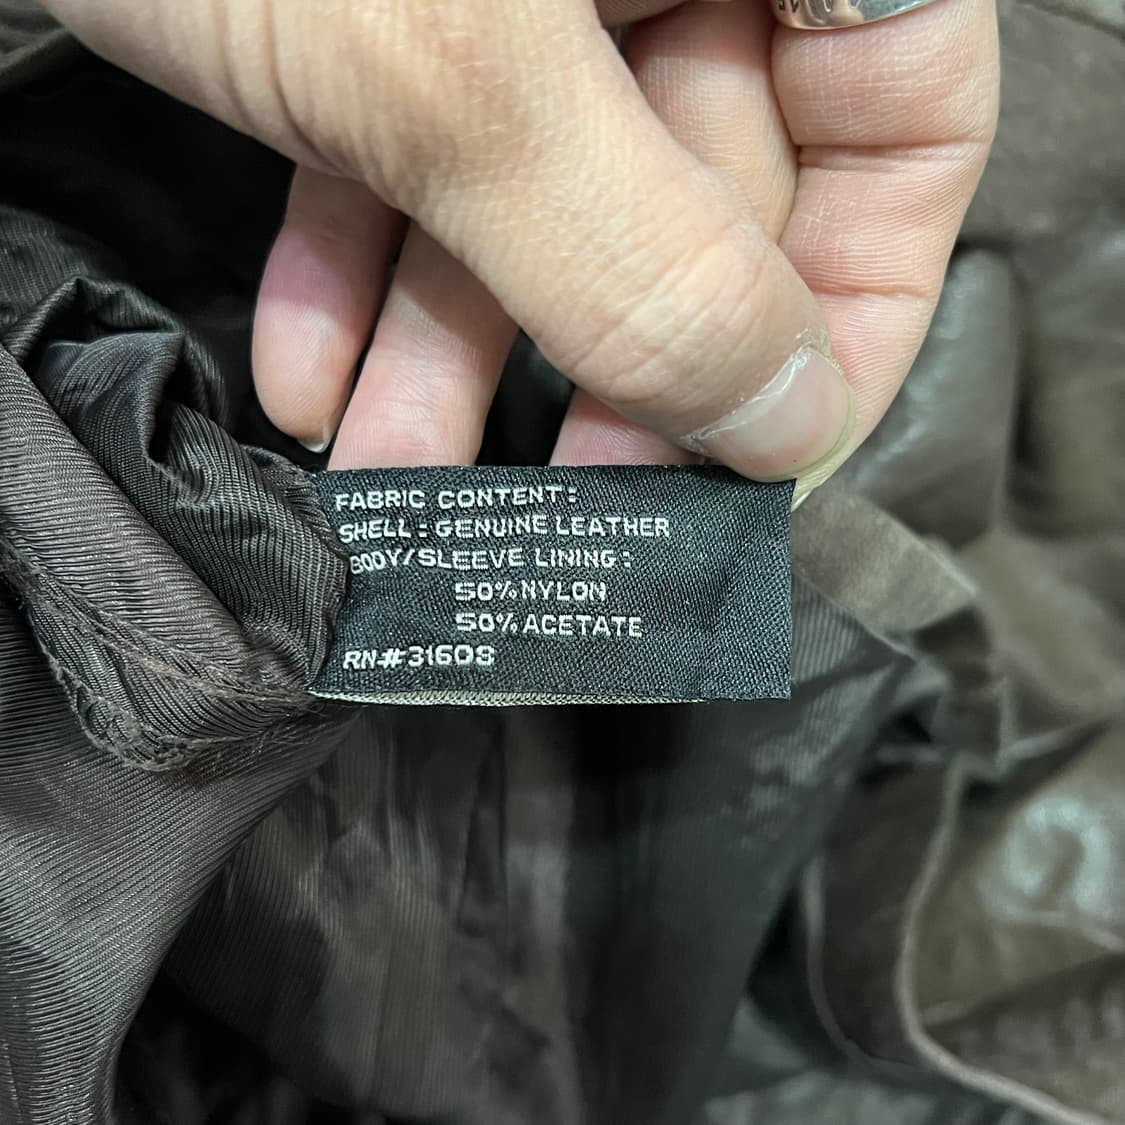 FABRIC CONTENT:
SHELL: GENUINE LEATHER
BODY/SLEEVE LINING:
50% NYLON
50% ACETATE
RN# 31608